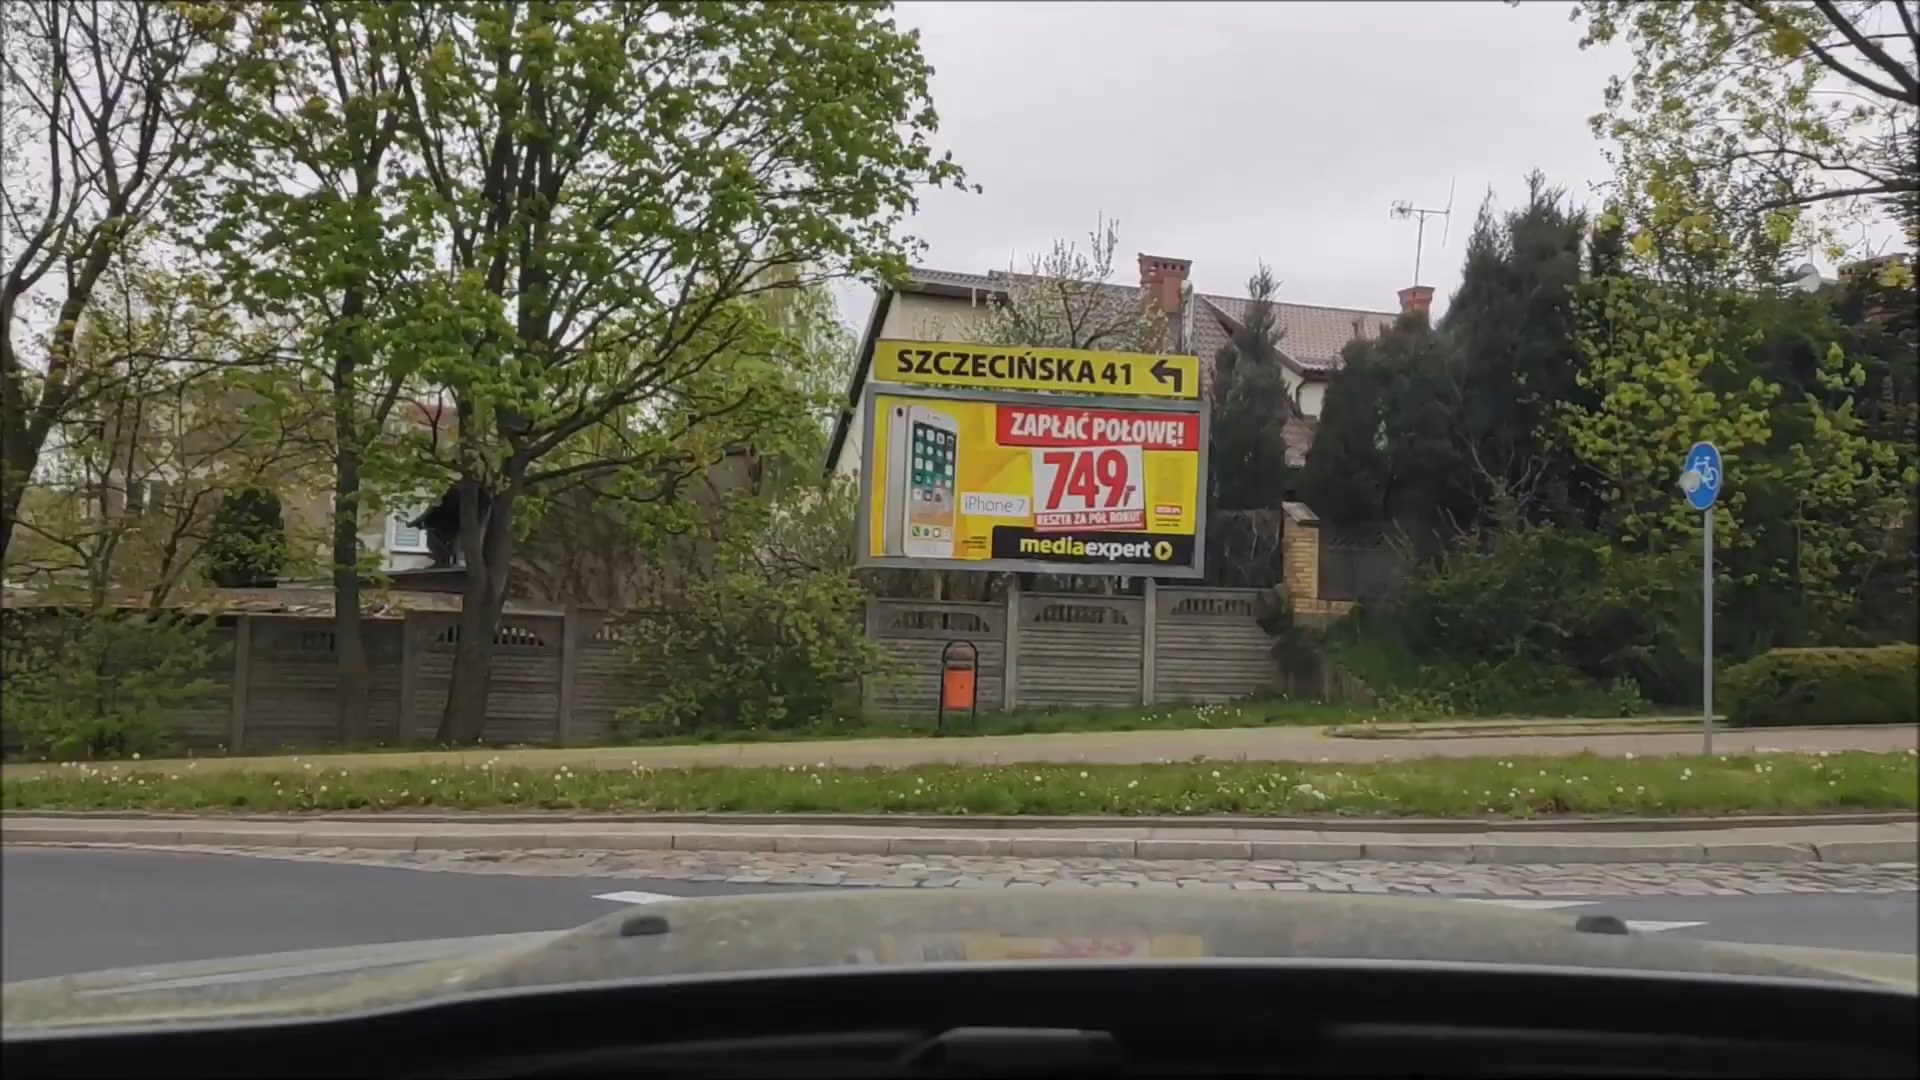 SZCZECIŃSKA 41
ZAPŁAĆ POŁOWĘ!
749
iPhone 7
RESZTA ZA PÓŁ ROKU!
mediaexpert